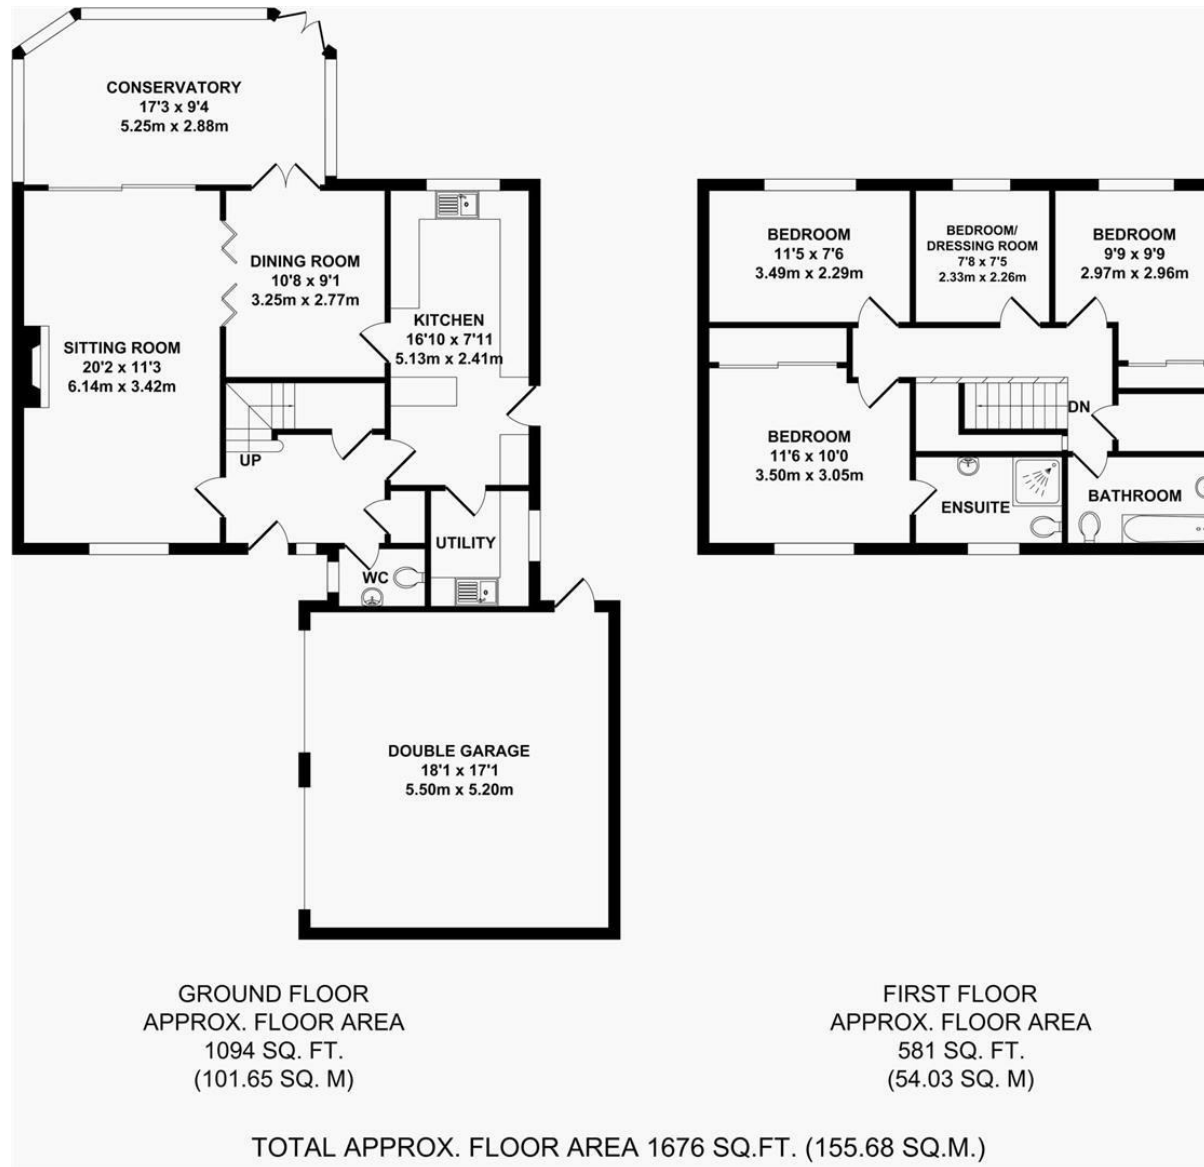 CONSERVATORY
17'3 x 9'4
5.25m x 2.88m
DINING ROOM
10'8 x 9'1
3.25m x 2.77m
KITCHEN
16'10 x 7'11
5.13m x 2.41m
SITTING ROOM
20'2 x 11'3
6.14m x 3.42m
UP
UTILITY
WC
DOUBLE GARAGE
18'1 x 17'1
5.50m x 5.20m
GROUND FLOOR
APPROX. FLOOR AREA
1094 SQ. FT.
(101.65 SQ. M)
BEDROOM
11'5 x 7'6
3.49m x 2.29m
BEDROOM/
DRESSING ROOM
7'8 x 7'5
2.33m x 2.26m
BEDROOM
9'9 x 9'9
2.97m x 2.96m
DN
BEDROOM
11'6 x 10'0
3.50m x 3.05m
ENSUITE
BATHROOM
FIRST FLOOR
APPROX. FLOOR AREA
581 SQ. FT.
(54.03 SQ. M)
TOTAL APPROX. FLOOR AREA 1676 SQ.FT. (155.68 SQ.M.)